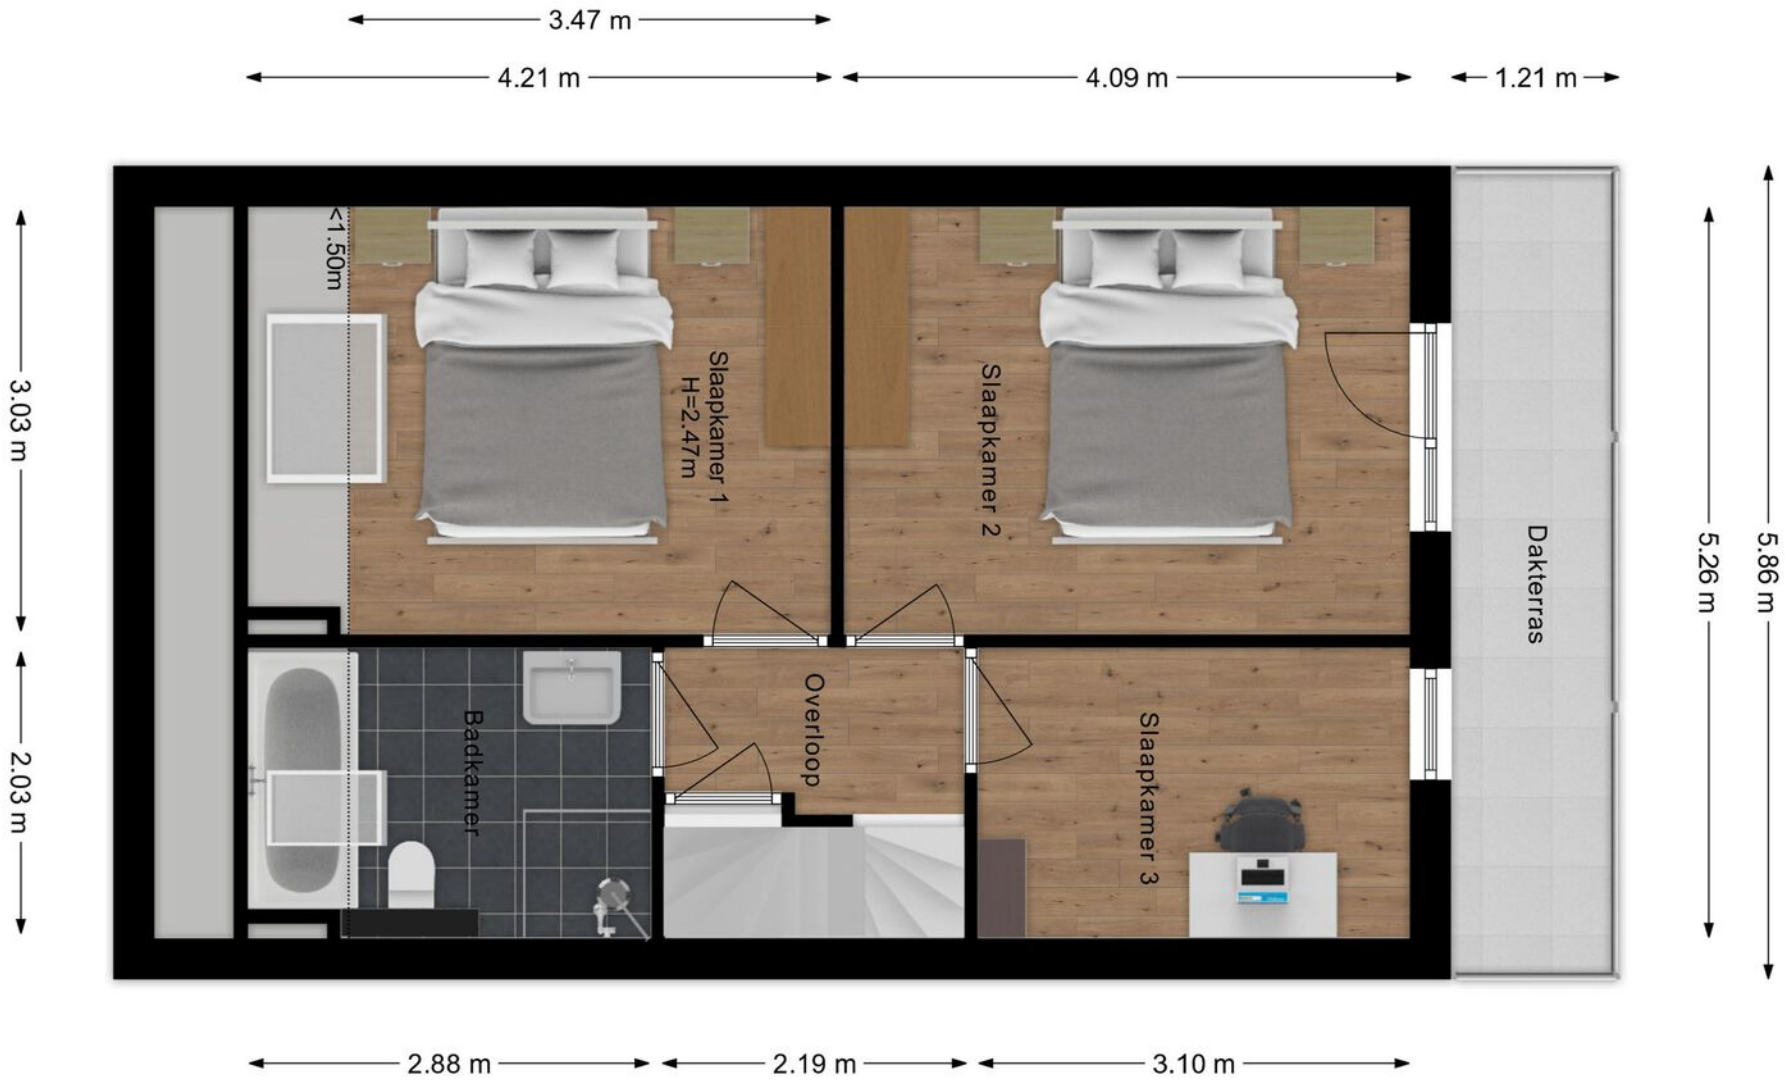 3.47 m
4.21 m
4.09 m
1.21 m
<1.50m
3.03 m
Slaapkamer 1
H=2.47m
Slaapkamer 2
Dakterras
5.26 m
5.86 m
2.03 m
Badkamer
Overloop
Slaapkamer 3
2.88 m
2.19 m
3.10 m